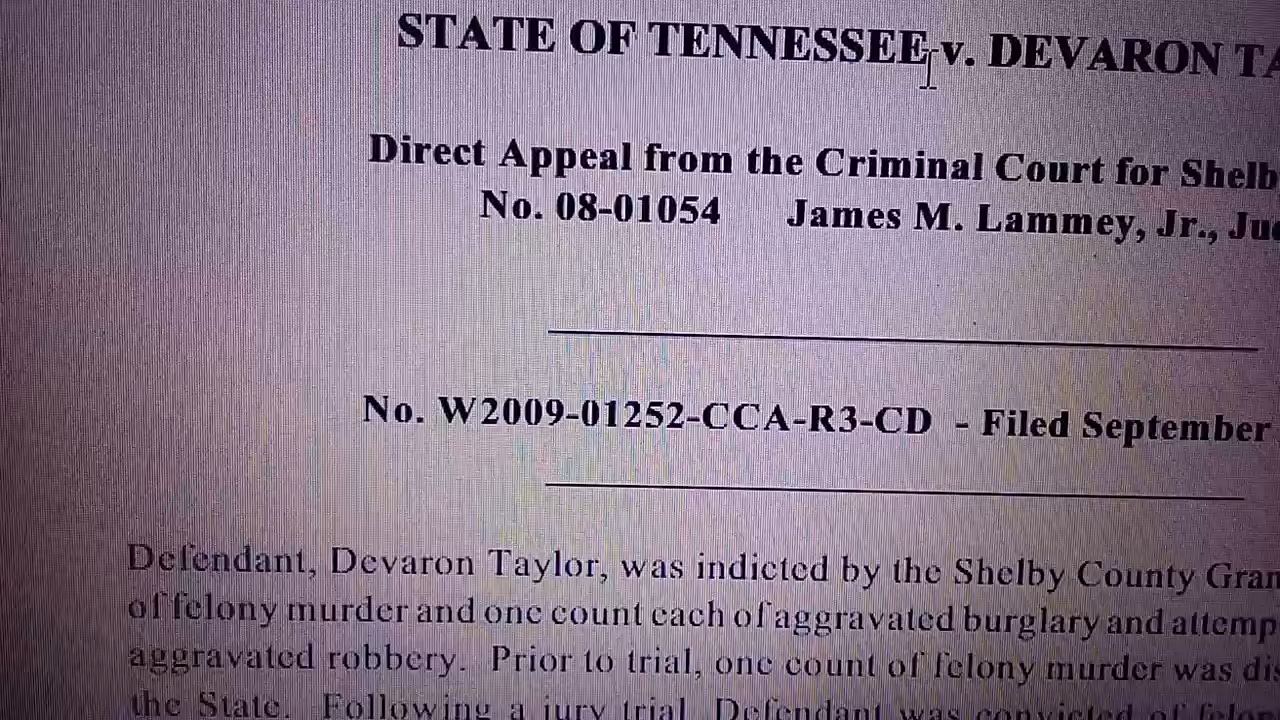 STATE OF TENNESSEE v. DEVARON TA
Direct Appeal from the Criminal Court for Shelb
No. 08-01054 James M. Lammey, Jr., Ju
No. W2009-01252-CCA-R3-CD - Filed September
Defendant, Devaron Taylor, was indicted by the Shelby County Gran
of felony murder and one count each of aggravated burglary and attemp
aggravated robbery. Prior to trial, one count of felony murder was dis
the State. Following a jury trial, Defendant was convicted of felon